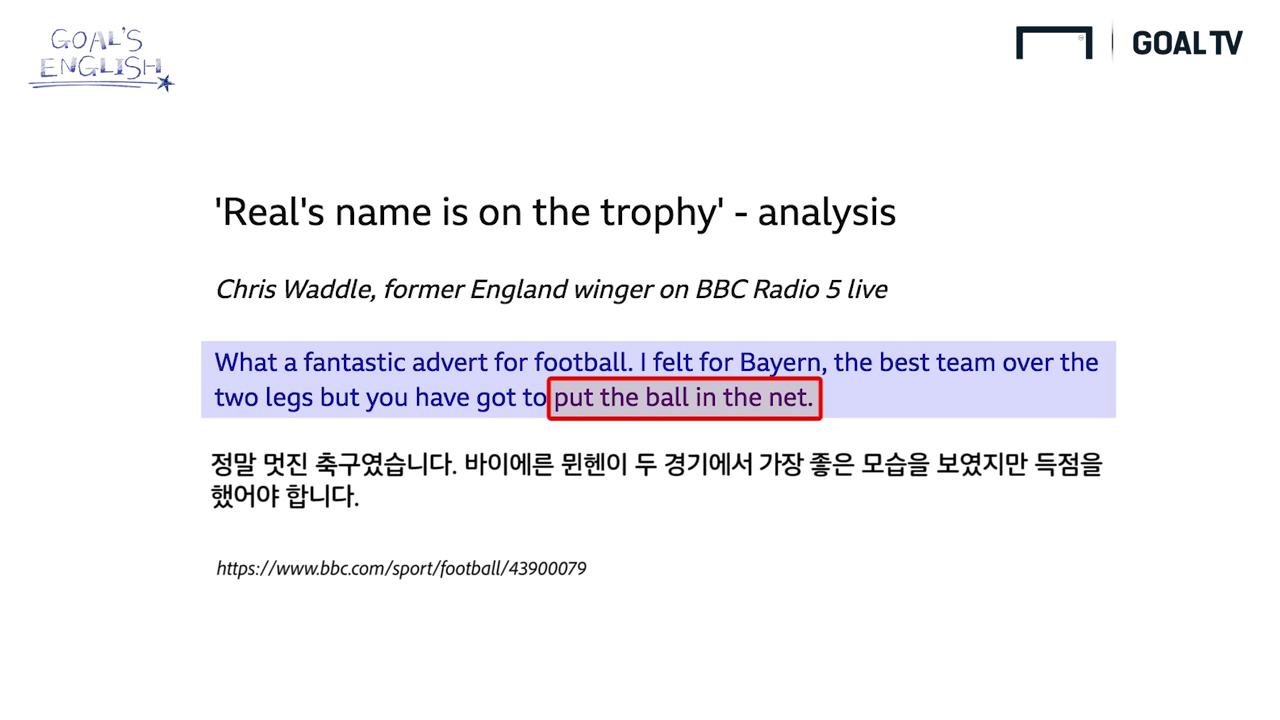 GOAL'S
ENGLISH
GOAL TV
'Real's name is on the trophy' - analysis
Chris Waddle, former England winger on BBC Radio 5 live
What a fantastic advert for football. I felt for Bayern, the best team over the
two legs but you have got to put the ball in the net.
정말 멋진 축구였습니다. 바이에른 뮌헨이 두 경기에서 가장 좋은 모습을 보였지만 득점을
했어야 합니다.
https://www.bbc.com/sport/football/43900079